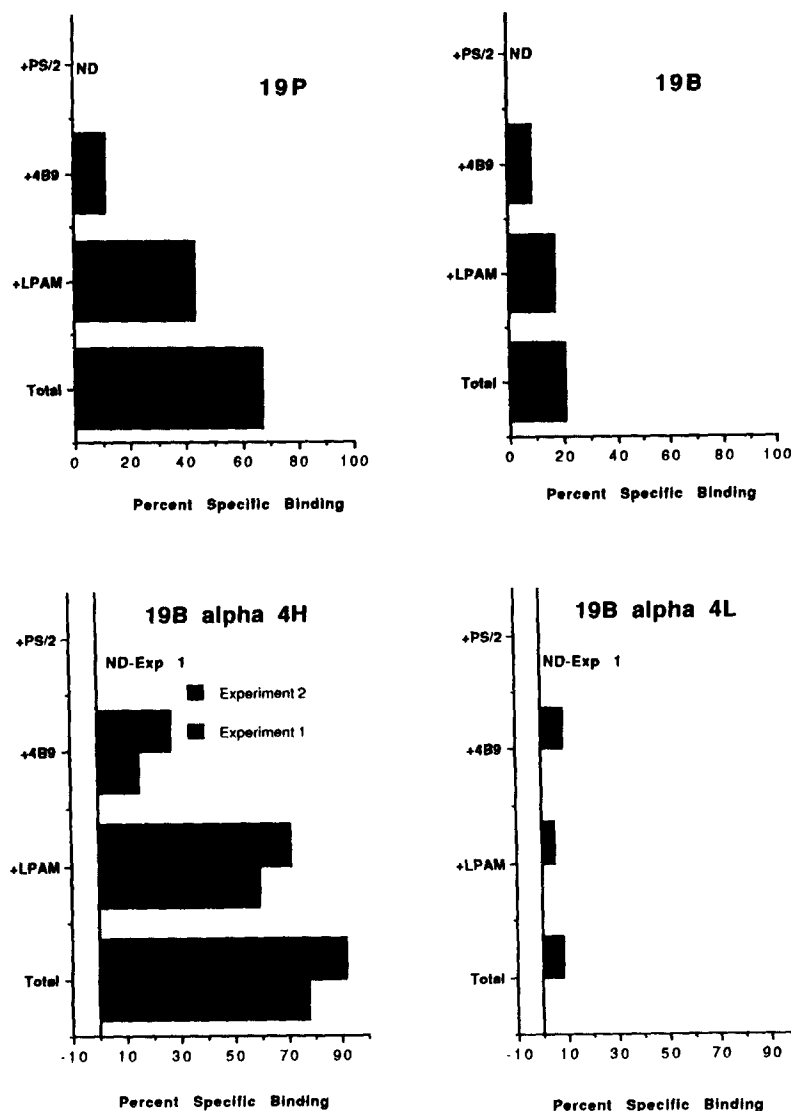 +PS/2
ND
19P
+4B9
+LPAM
Total
0 20 40 60 80 100
Percent Specific Binding
+PS/2
ND
19B
+4B9
+LPAM
Total
0 20 40 60 80 100
Percent Specific Binding
19B alpha 4H
+PS/2
ND-Exp 1
Experiment 2
Experiment 1
+4B9
+LPAM
Total
-10 10 30 50 70 90
Percent Specific Binding
19B alpha 4L
+PS/2
ND-Exp 1
+4B9
+LPAM
Total
-10 10 30 50 70 90
Percent Specific Binding